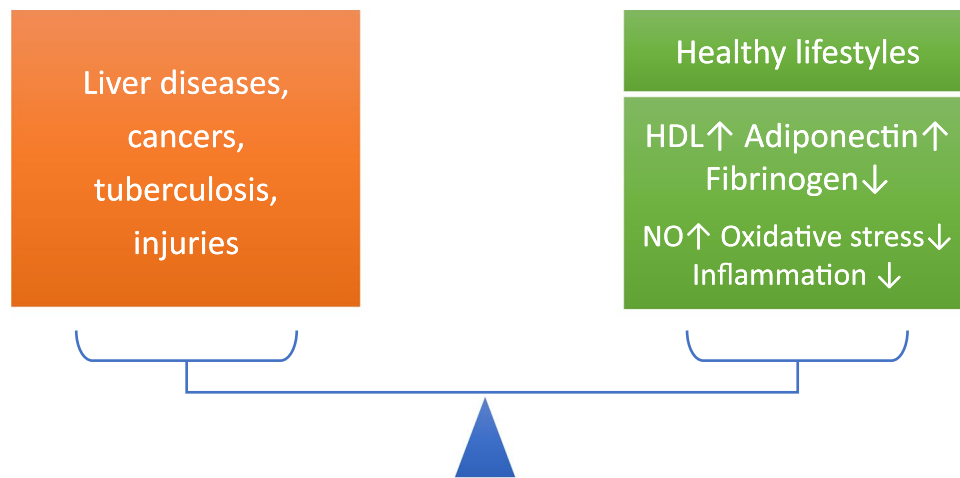 Liver diseases,
cancers,
tuberculosis,
injuries
Healthy lifestyles
HDL↑ Adiponectin↑
Fibrinogen↓
NO↑ Oxidative stress↓
Inflammation ↓